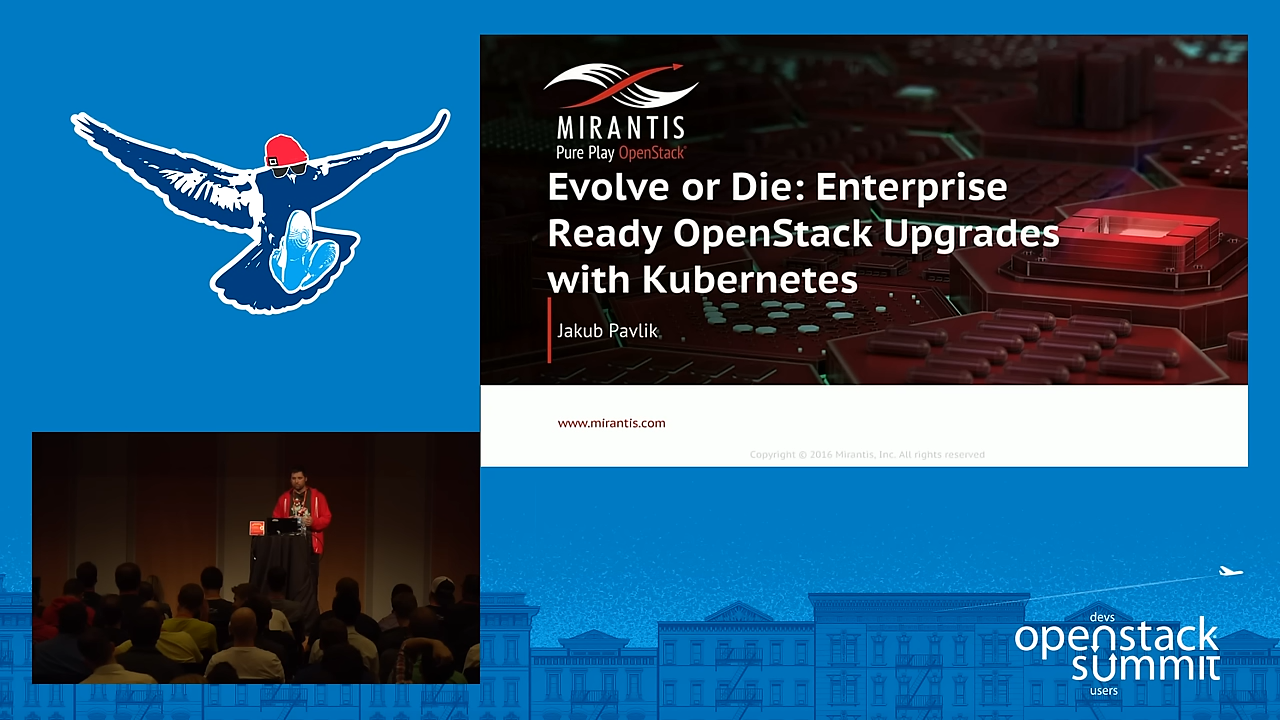 MIRANTIS
Pure Play OpenStack®
Evolve or Die: Enterprise
Ready OpenStack Upgrades
with Kubernetes
Jakub Pavlik
www.mirantis.com
Copyright © 2016 Mirantis, Inc. All rights reserved
devs
openstack
summit
users